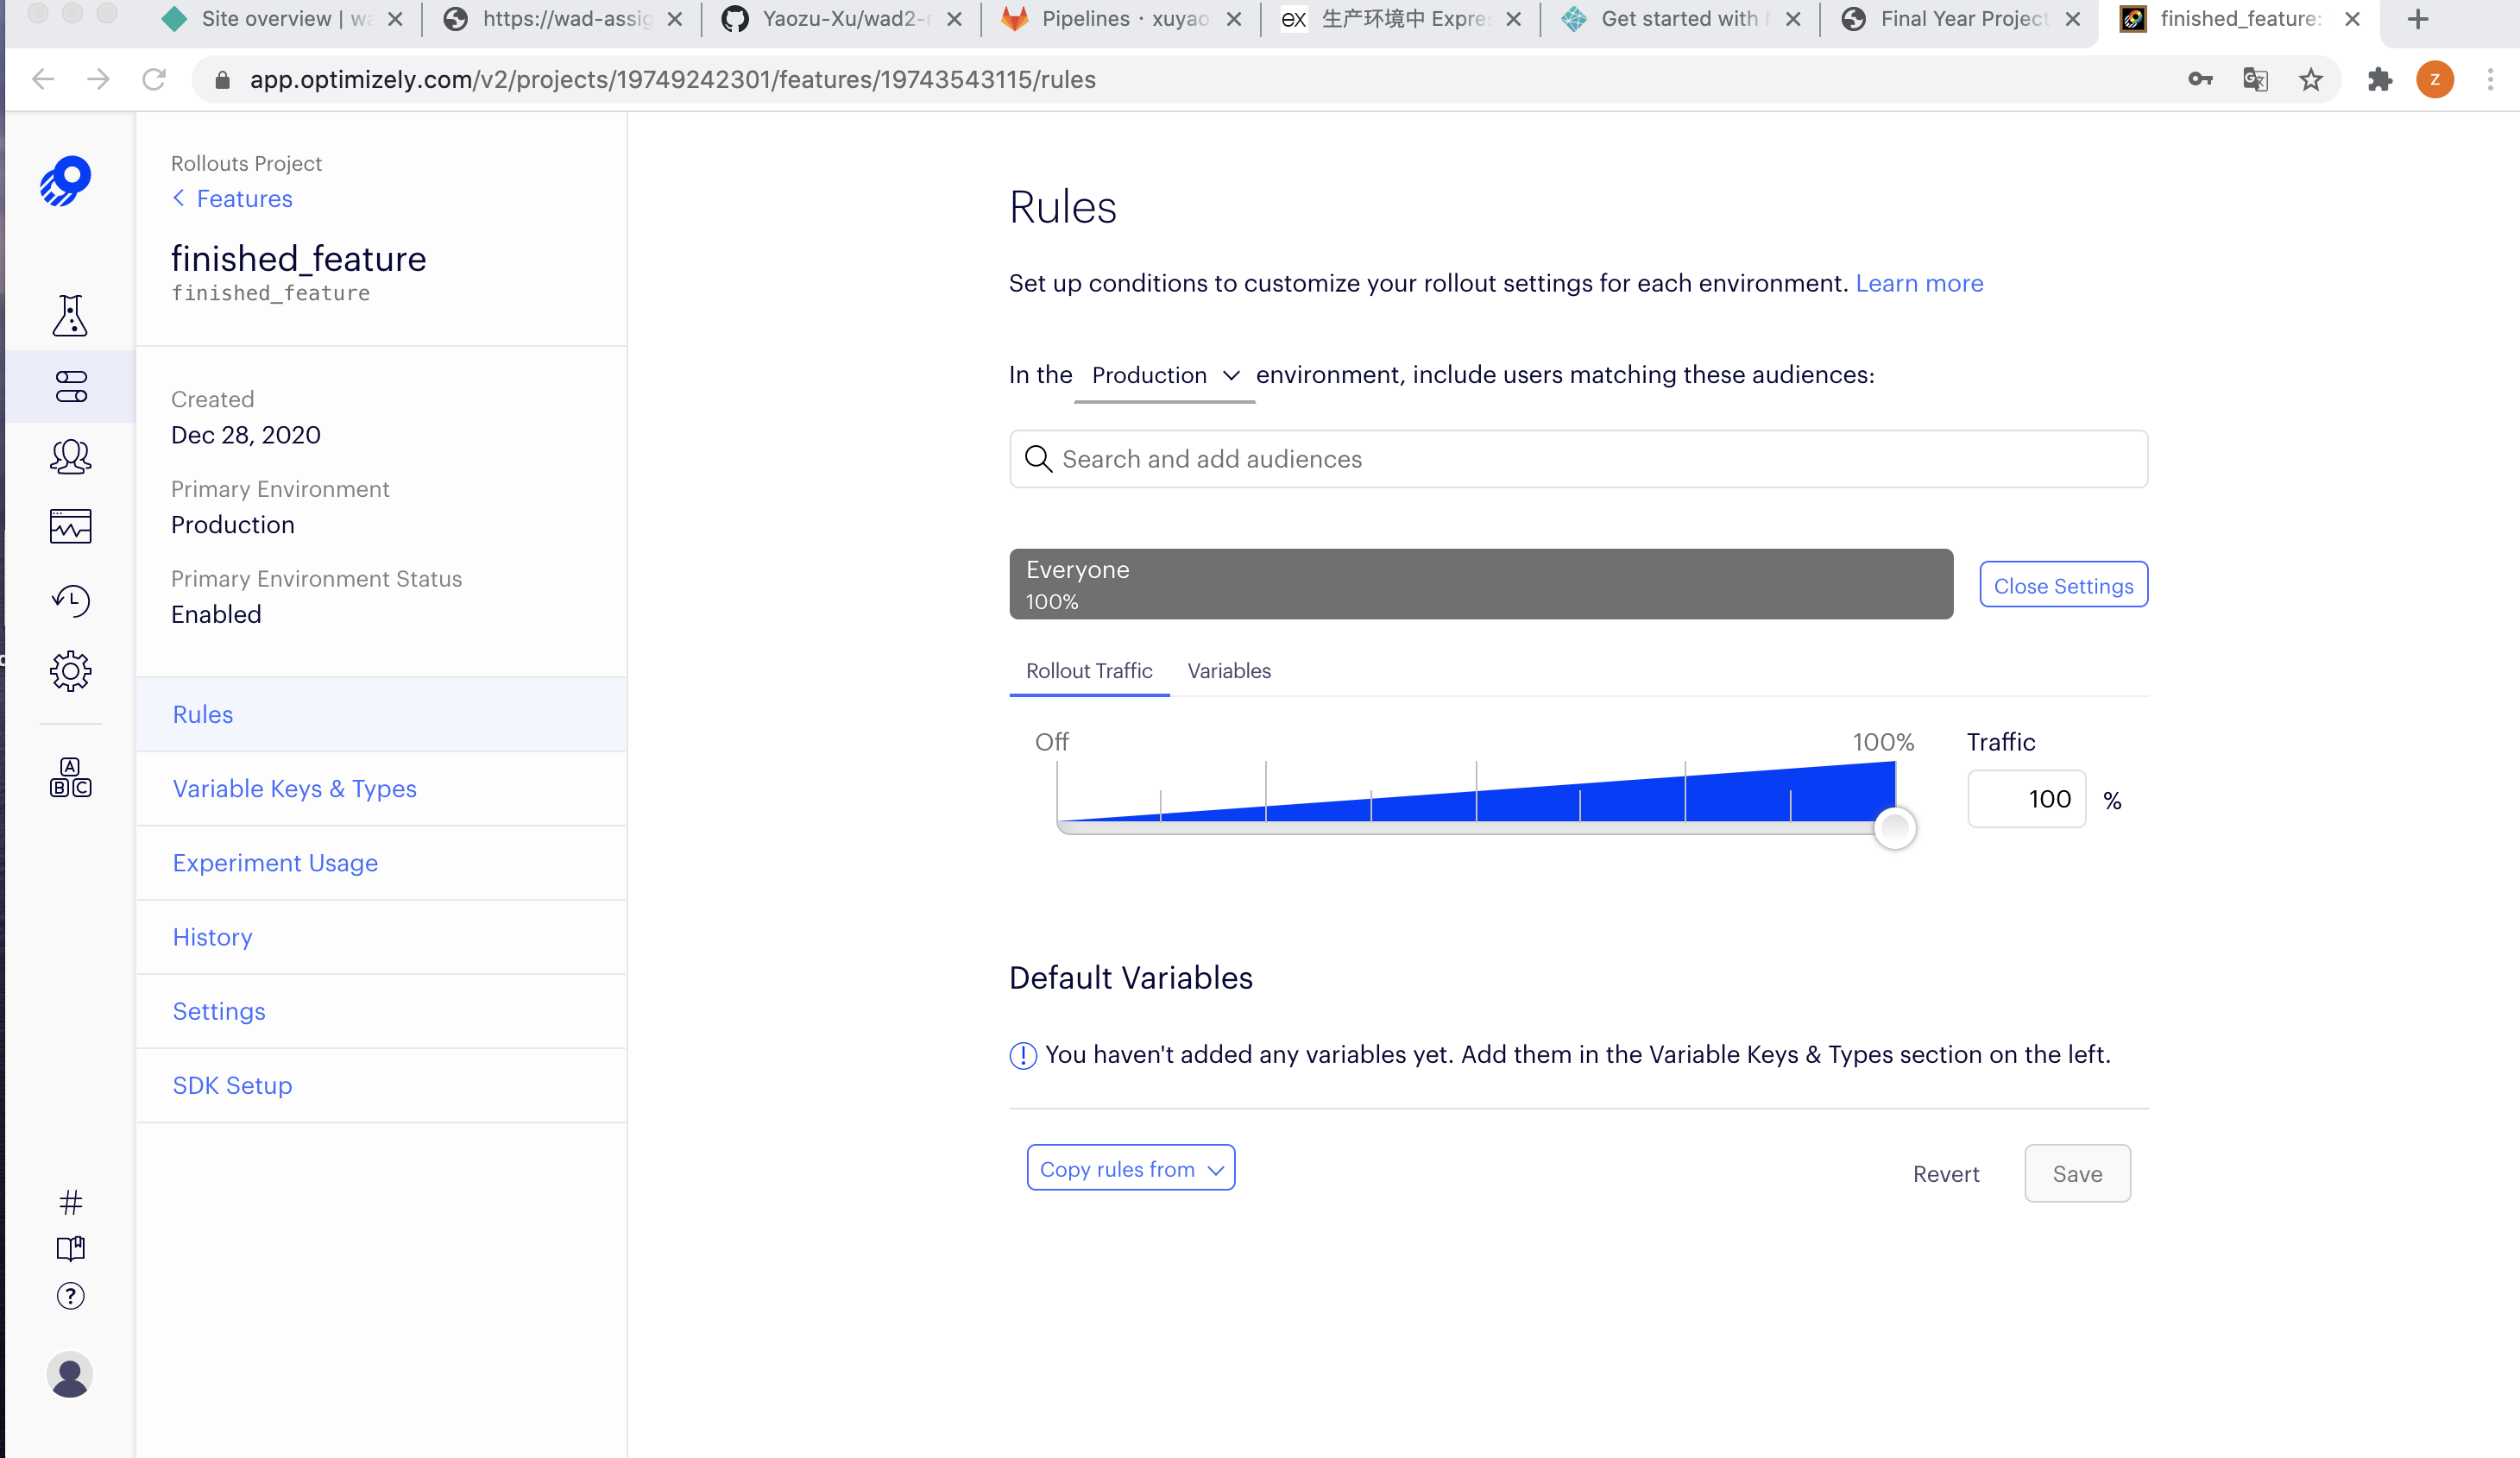 Site overview | wa
https://wad-assig
Yaozu-Xu/wad2-r
Pipelines · xuyao
ex 生产环境中 Expres
Get started with
Final Year Project
finished_feature:
app.optimizely.com/v2/projects/19749242301/features/19743543115/rules
Z
Rollouts Project
Features
finished_feature
finished_feature
Created
Dec 28, 2020
Primary Environment
Production
Primary Environment Status
Enabled
Rules
Variable Keys & Types
Experiment Usage
History
Settings
SDK Setup
A
B C
#
?
Rules
Set up conditions to customize your rollout settings for each environment. Learn more
In the Production environment, include users matching these audiences:
Search and add audiences
Everyone
100%
Close Settings
Rollout Traffic Variables
Off 100% Traffic
100 %
Default Variables
You haven't added any variables yet. Add them in the Variable Keys & Types section on the left.
Copy rules from
Revert Save